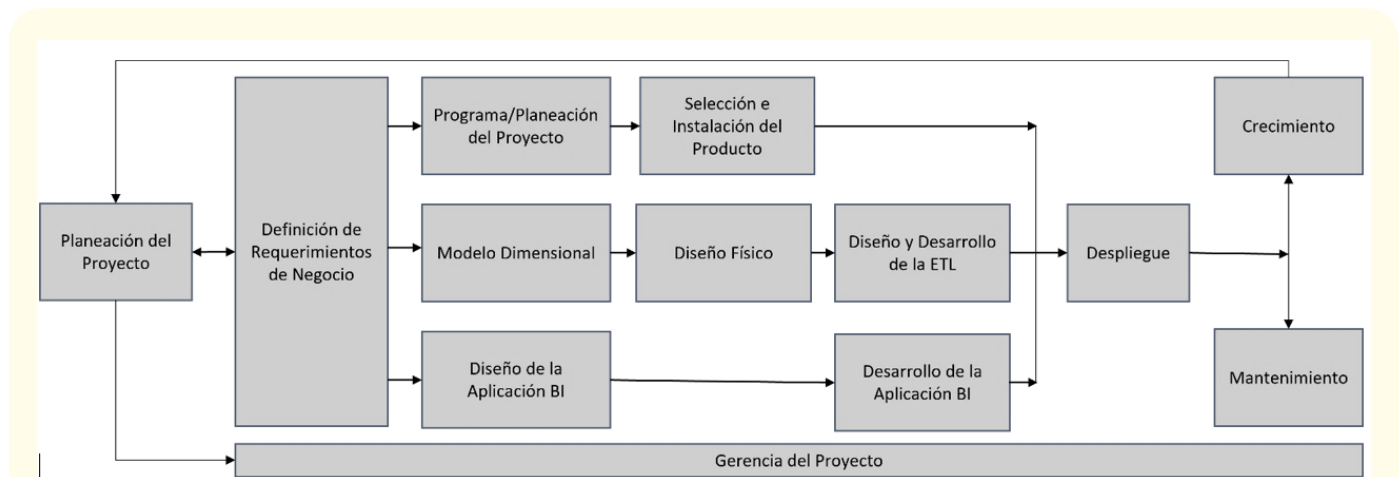 Planeación del
Proyecto
Definición de
Requerimientos
de Negocio
Programa/Planeación
del Proyecto
Selección e
Instalación del
Producto
Modelo Dimensional
Diseño Físico
Diseño y Desarrollo
de la ETL
Diseño de la
Aplicación BI
Desarrollo de la
Aplicación BI
Despliegue
Crecimiento
Mantenimiento
Gerencia del Proyecto